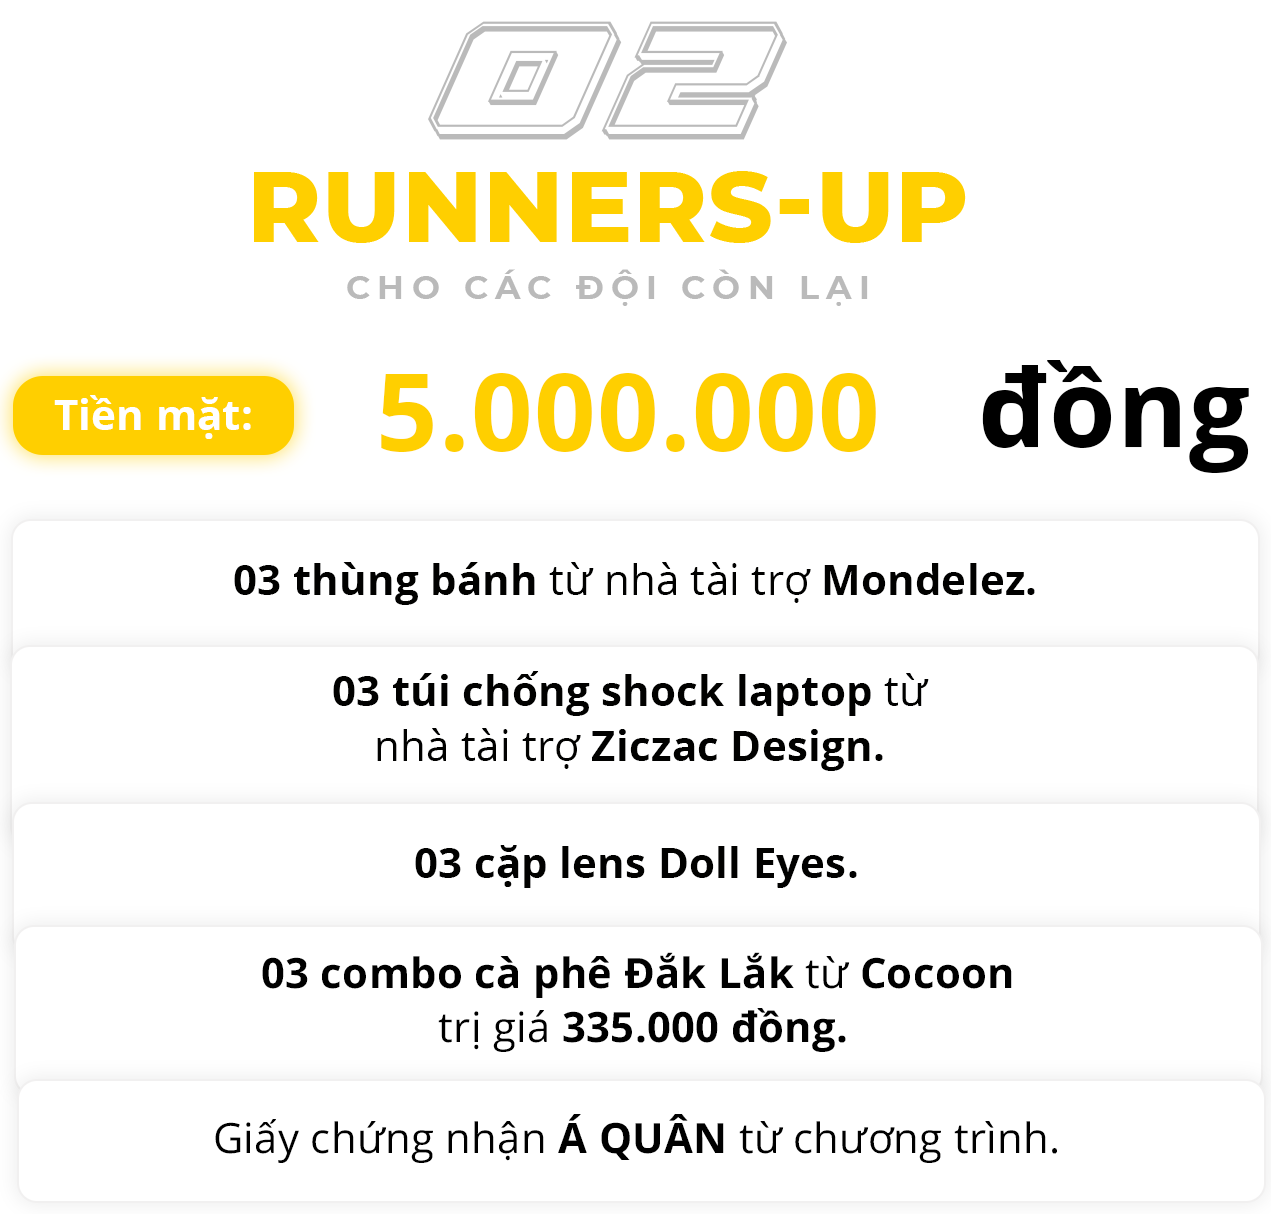 02
RUNNERS-UP
CHO CÁC ĐỘI CÒN LẠI
Tiền mặt: 5.000.000 đồng
03 thùng bánh từ nhà tài trợ Mondelez.
03 túi chống shock laptop từ
nhà tài trợ Ziczac Design.
03 cặp lens Doll Eyes.
03 combo cà phê Đắk Lắk từ Cocoon
trị giá 335.000 đồng.
Giấy chứng nhận Á QUÂN từ chương trình.